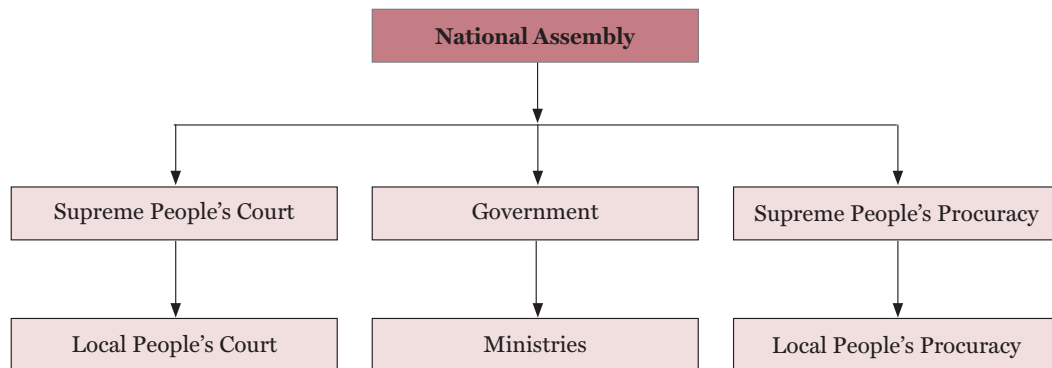 National Assembly
Supreme People’s Court
Government
Supreme People’s Procuracy
Local People’s Court
Ministries
Local People’s Procuracy